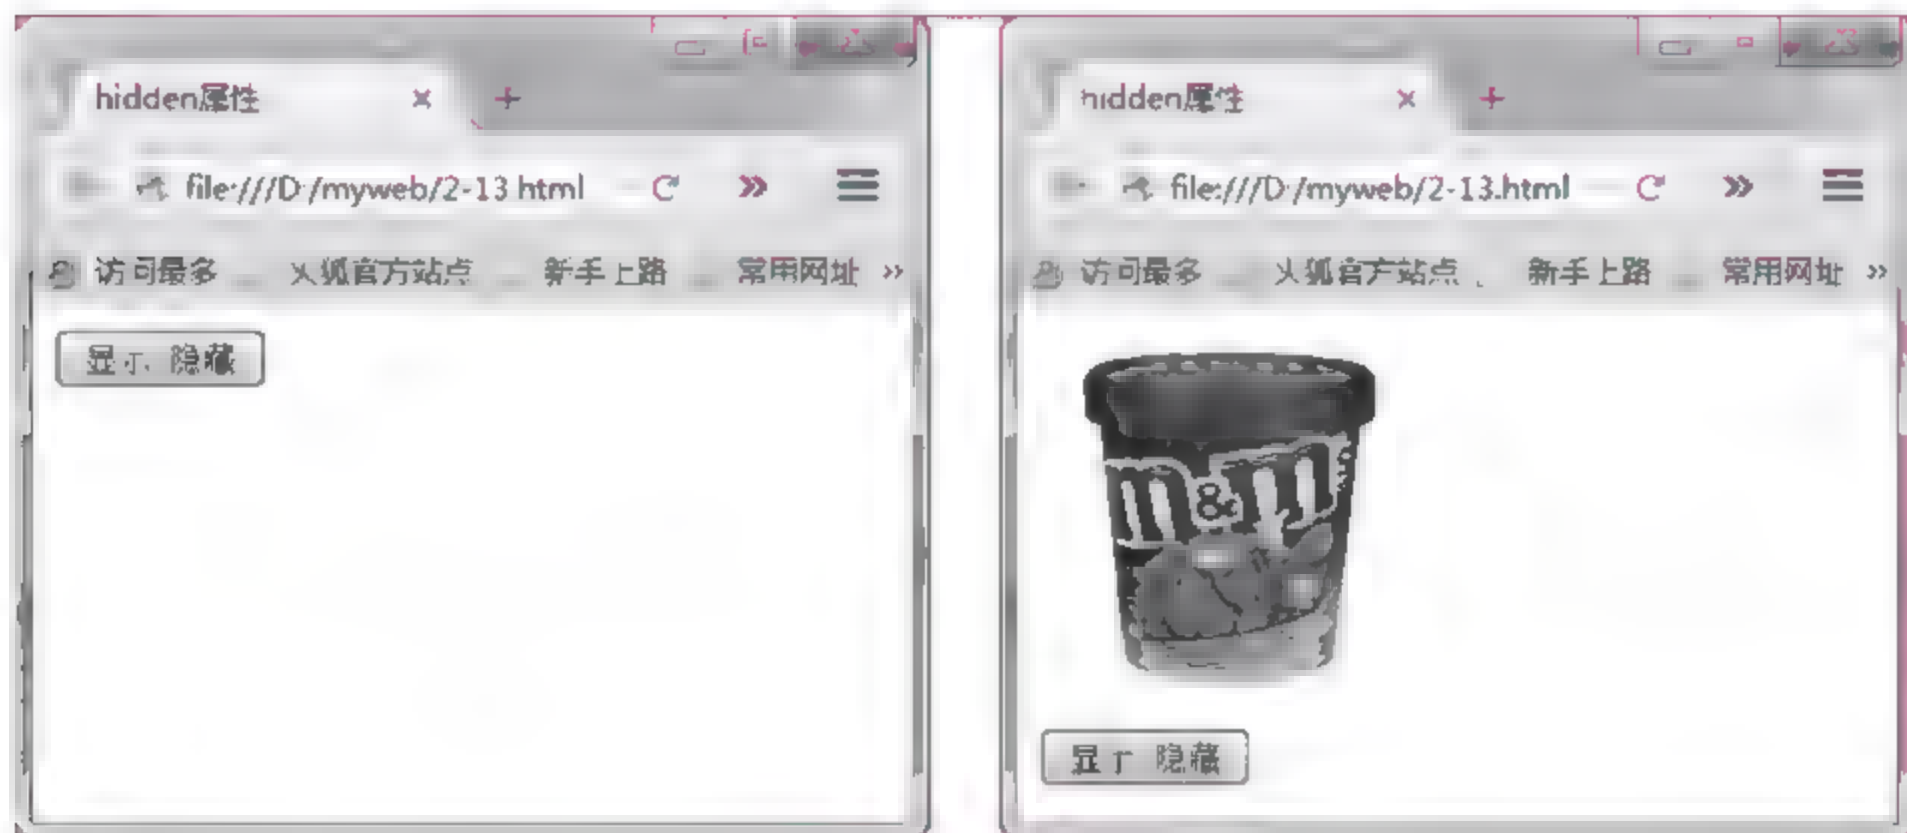 hidden属性
file:///D:/myweb/2-13.html
访问最多 火狐官方站点 新手上路 常用网址 »
显示 隐藏
hidden属性
file:///D:/myweb/2-13.html
访问最多 火狐官方站点 新手上路 常用网址 »
m&m
显示 隐藏